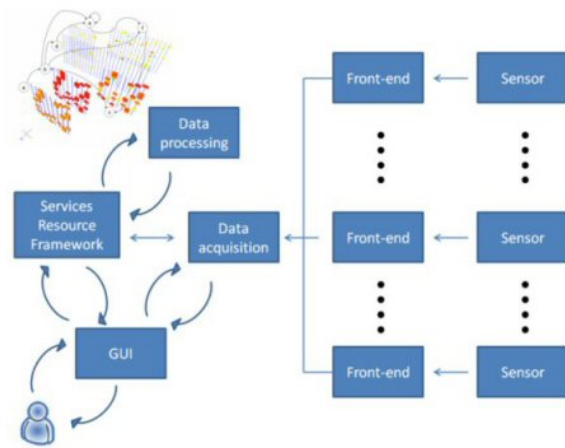 Front-end
Sensor
Data
processing
Services
Resource
Framework
Data
acquisition
Front-end
Sensor
GUI
Front-end
Sensor